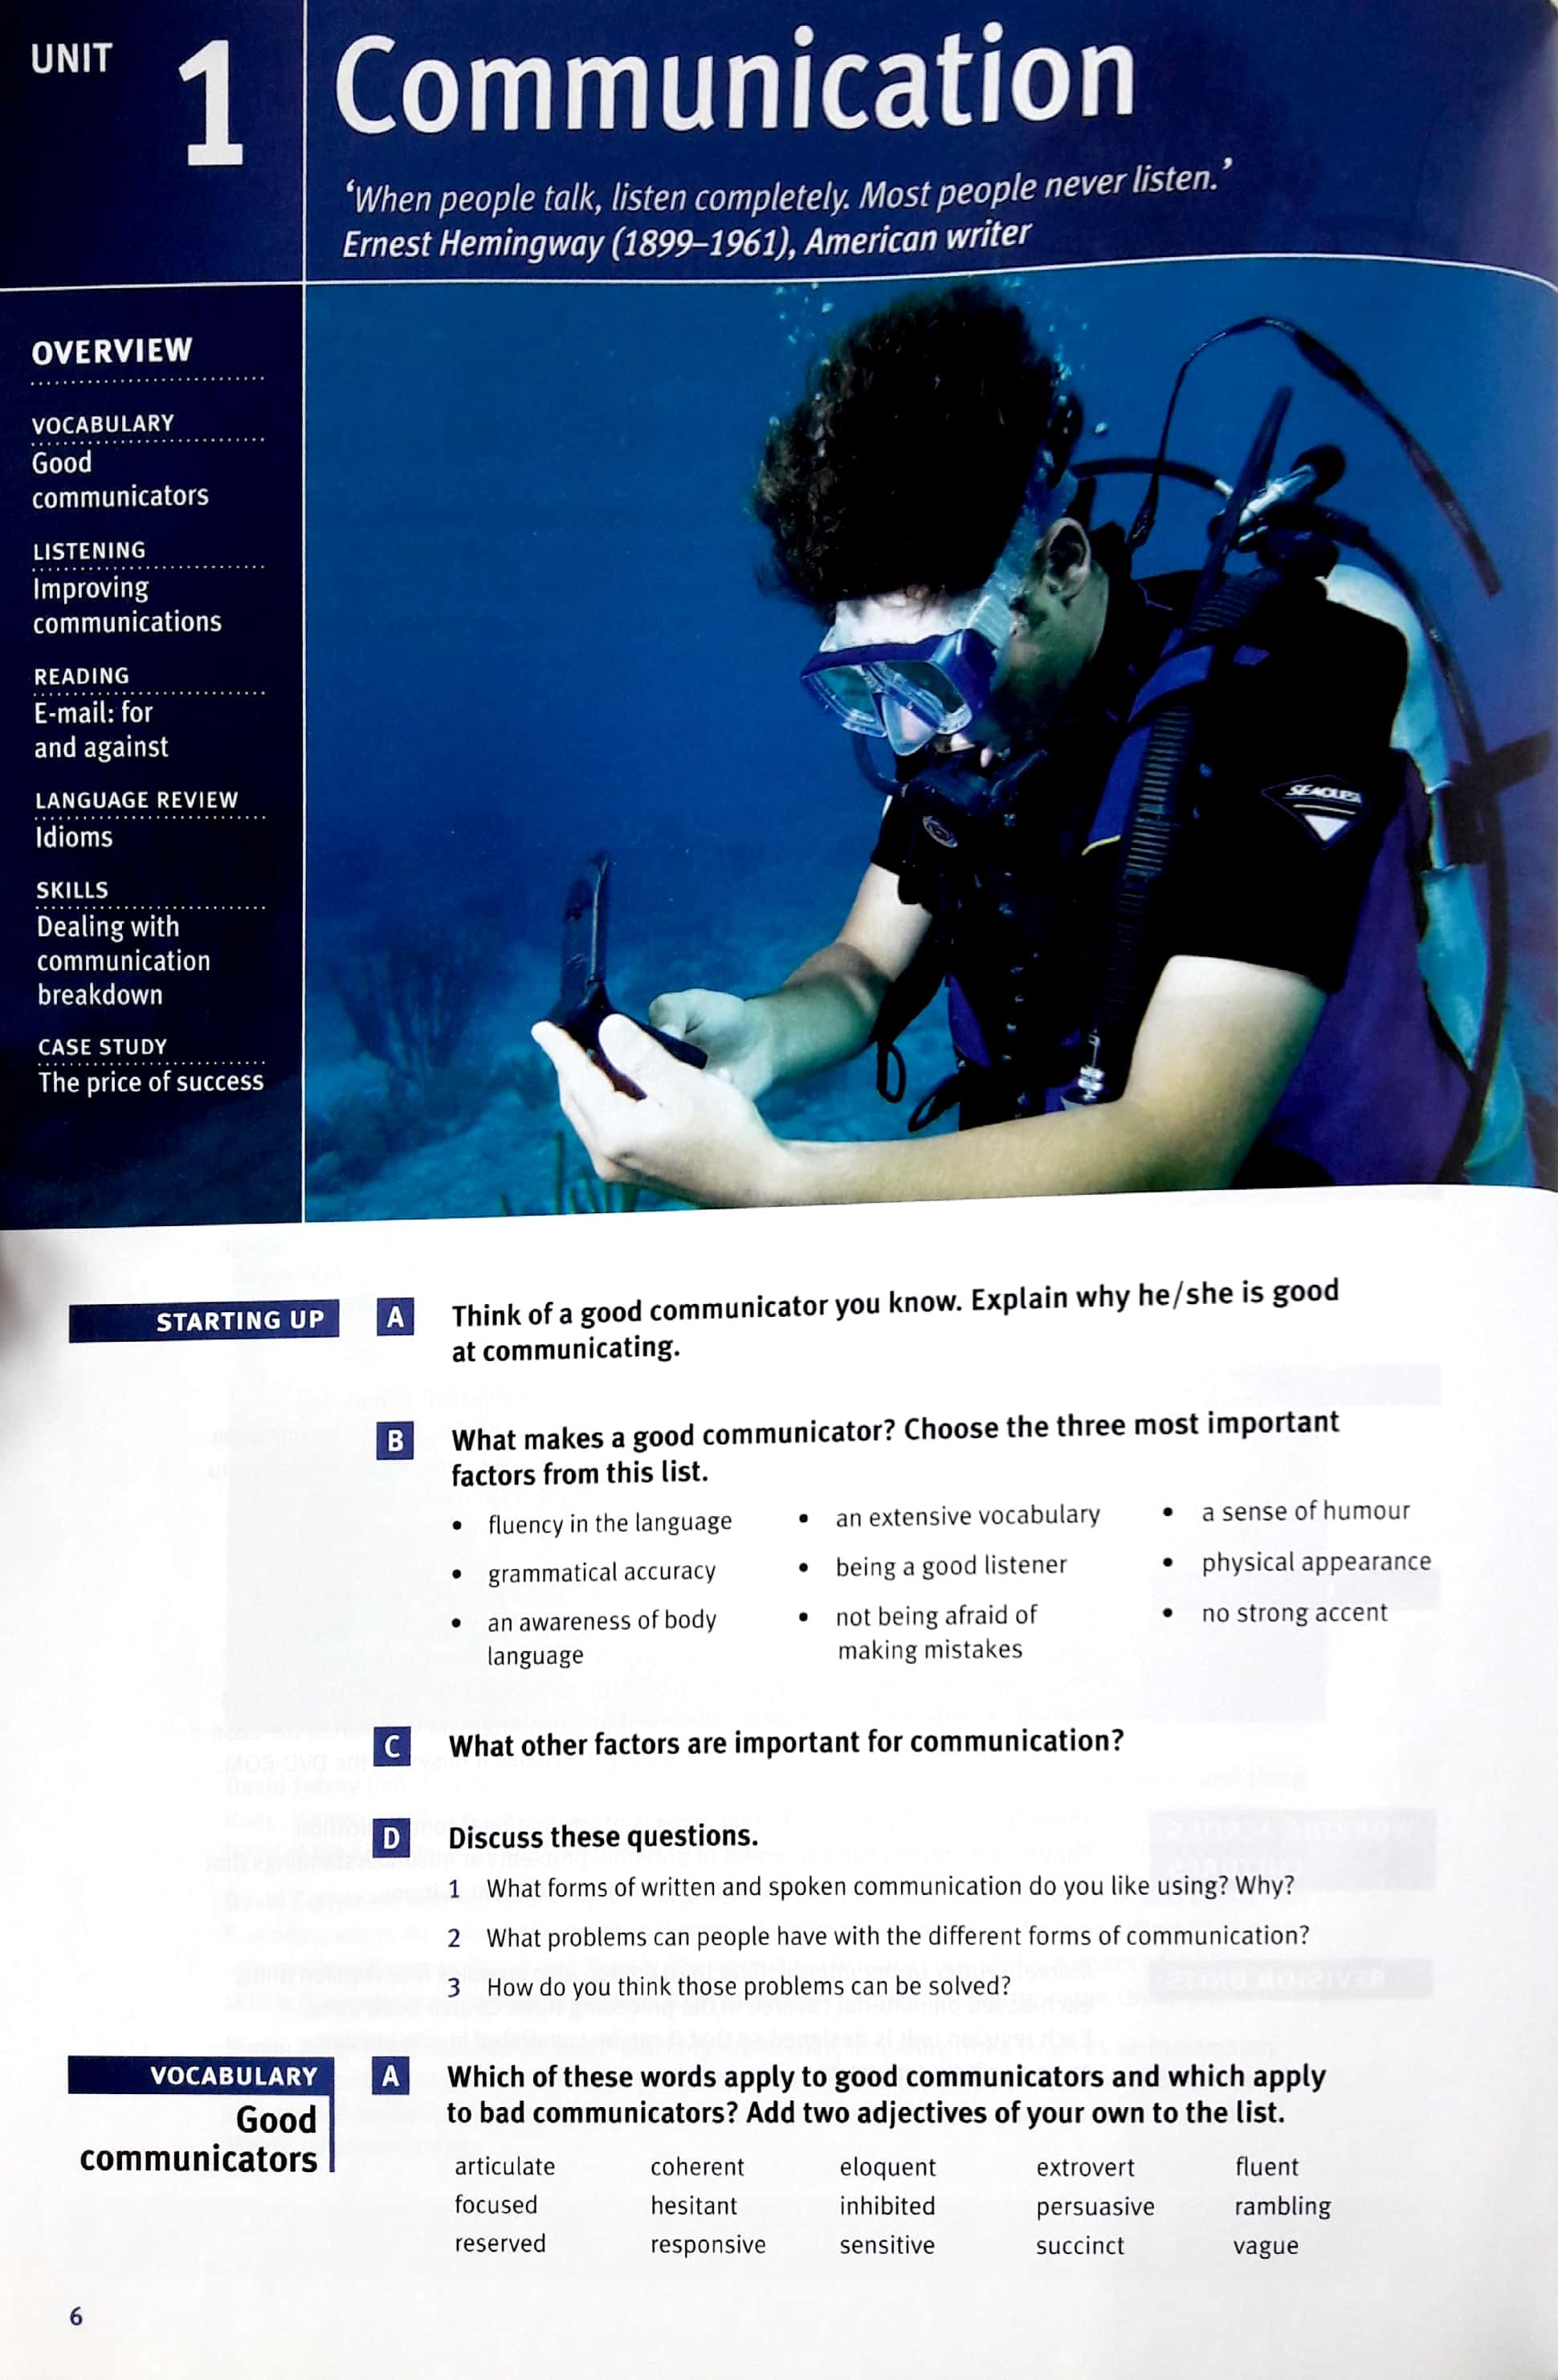 UNIT 1
Communication
‘When people talk, listen completely. Most people never listen.’
Ernest Hemingway (1899–1961), American writer
OVERVIEW
VOCABULARY
Good
communicators
LISTENING
Improving
communications
READING
E-mail: for
and against
LANGUAGE REVIEW
Idioms
SKILLS
Dealing with
communication
breakdown
CASE STUDY
The price of success
STARTING UP
A Think of a good communicator you know. Explain why he/she is good
at communicating.
B What makes a good communicator? Choose the three most important
factors from this list.
• fluency in the language
• grammatical accuracy
• an awareness of body
language
• an extensive vocabulary
• being a good listener
• not being afraid of
making mistakes
• a sense of humour
• physical appearance
• no strong accent
C What other factors are important for communication?
D Discuss these questions.
1 What forms of written and spoken communication do you like using? Why?
2 What problems can people have with the different forms of communication?
3 How do you think those problems can be solved?
VOCABULARY
Good
communicators
A Which of these words apply to good communicators and which apply
to bad communicators? Add two adjectives of your own to the list.
articulate coherent eloquent extrovert fluent
focused hesitant inhibited persuasive rambling
reserved responsive sensitive succinct vague
6